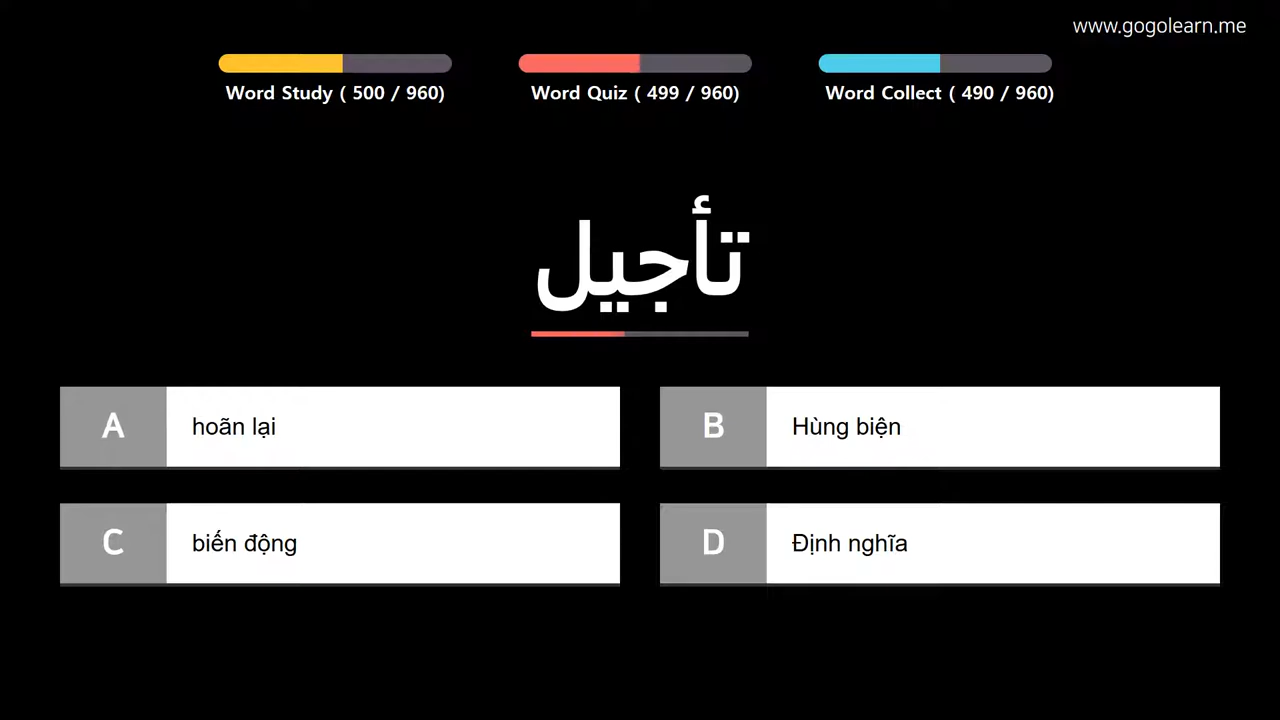 www.gogolearn.me
Word Study ( 500 / 960)
Word Quiz ( 499 / 960)
Word Collect ( 490 / 960)
تأجيل
A hoãn lại
B Hùng biện
C biến động
D Định nghĩa